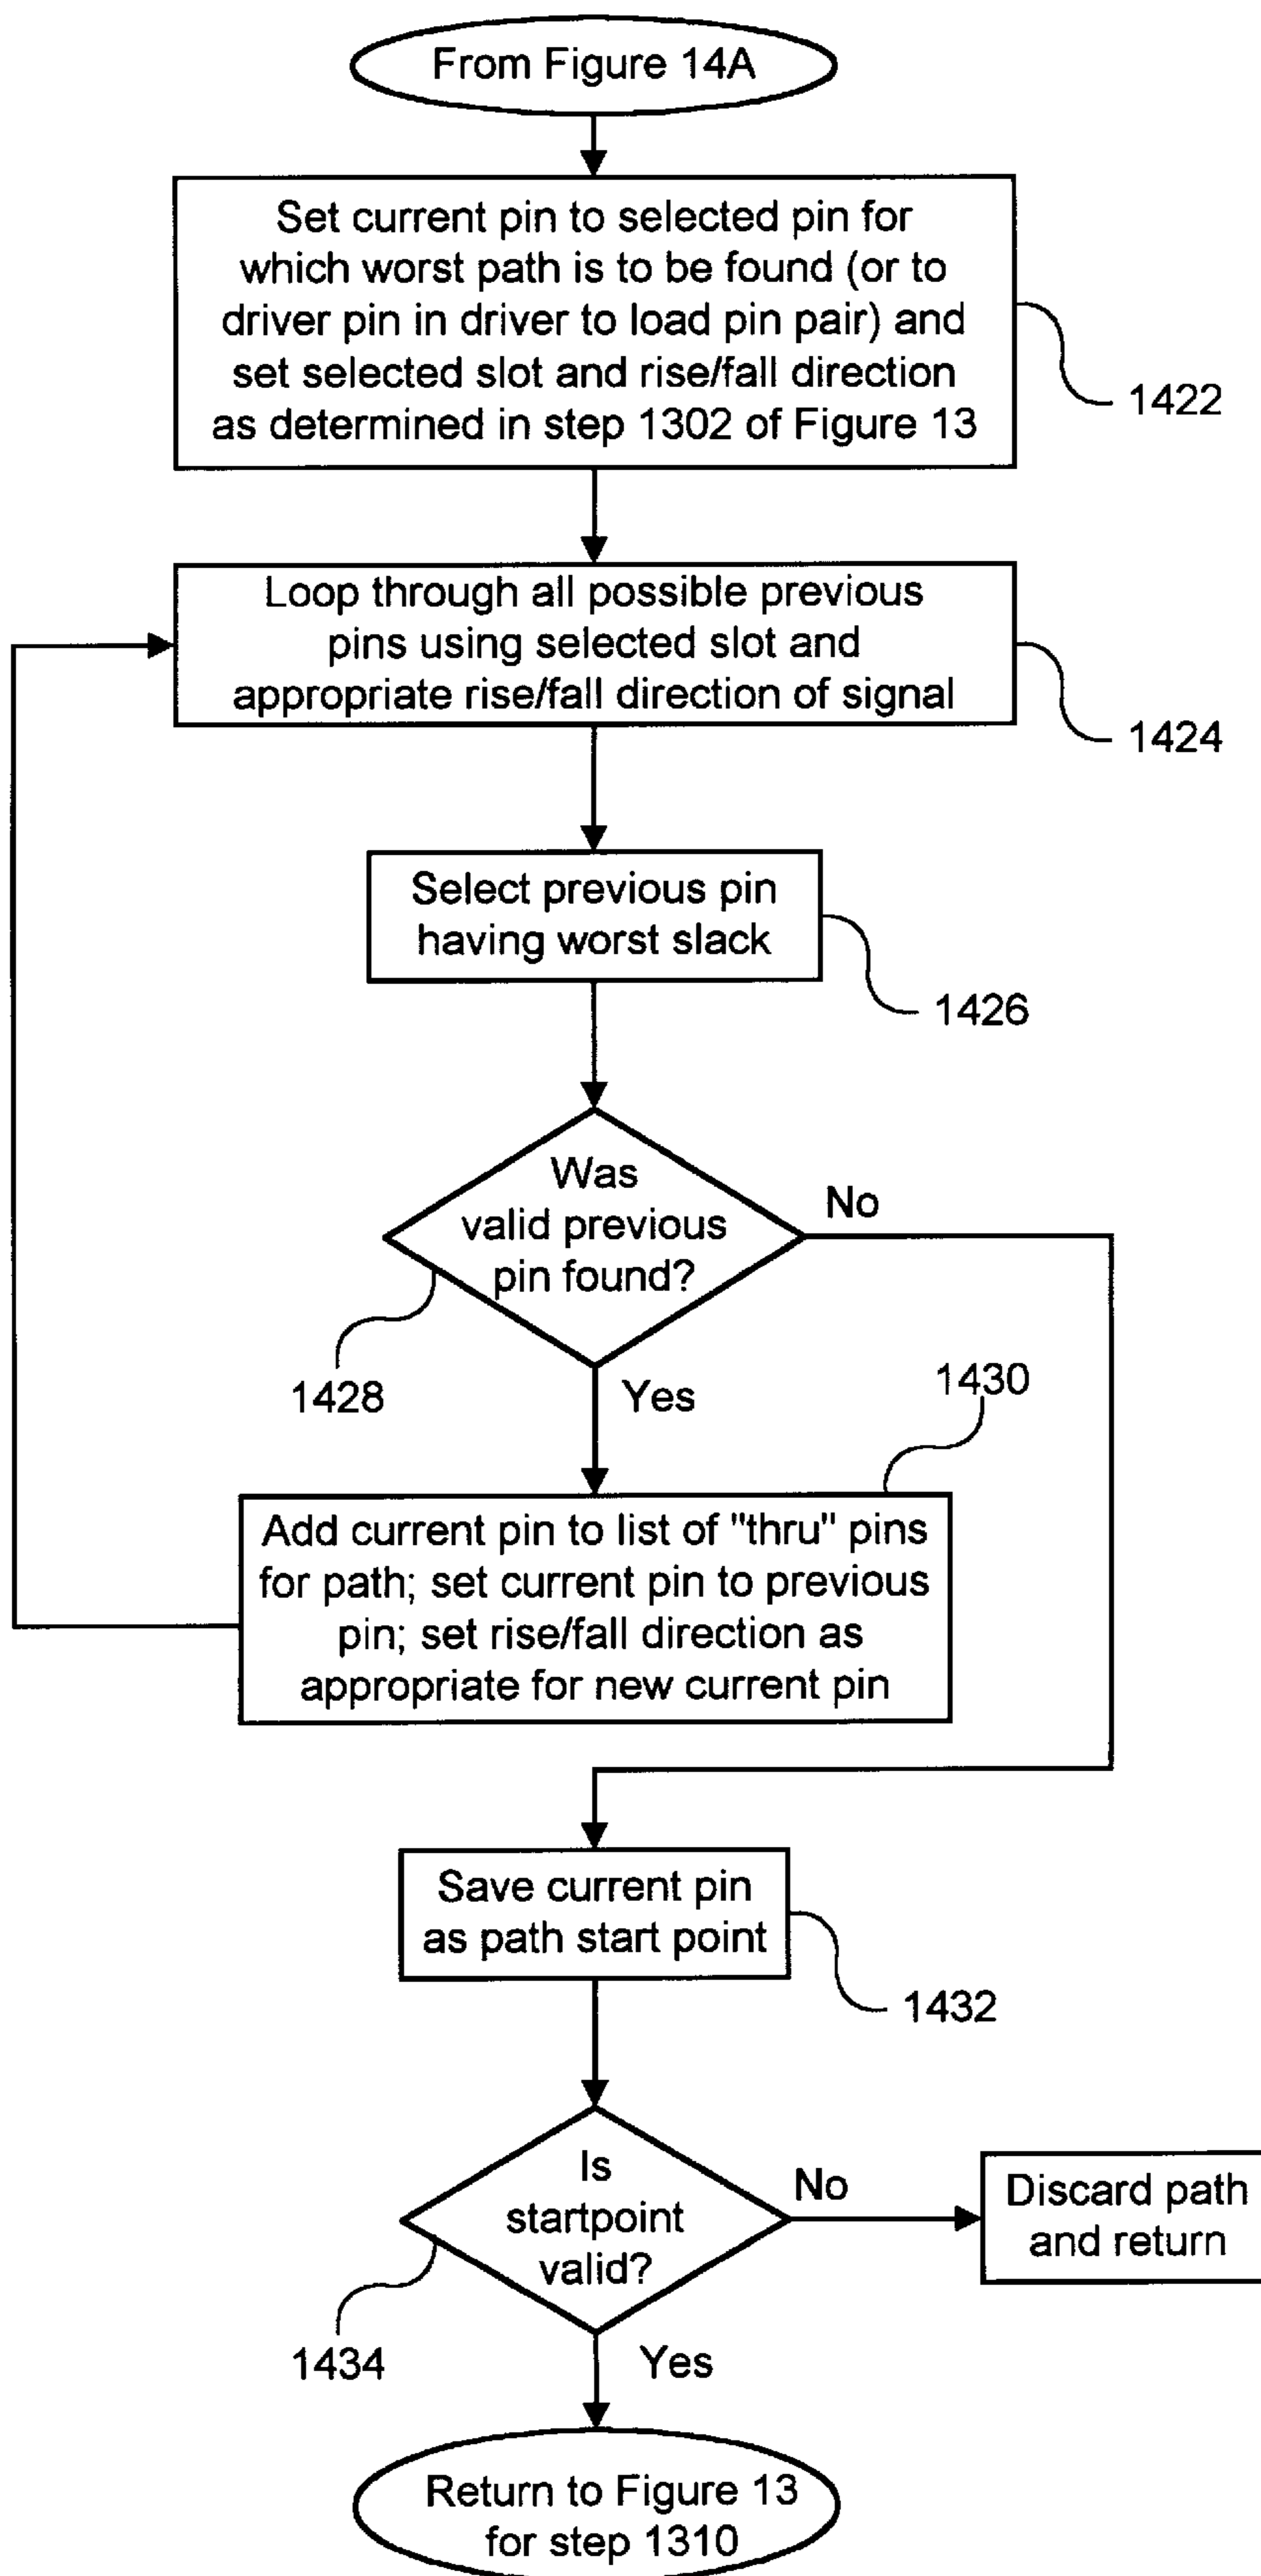 From Figure 14A
Set current pin to selected pin for
which worst path is to be found (or to
driver pin in driver to load pin pair) and
set selected slot and rise/fall direction
as determined in step 1302 of Figure 13
1422
Loop through all possible previous
pins using selected slot and
appropriate rise/fall direction of signal
1424
Select previous pin
having worst slack
1426
Was
valid previous
pin found?
No
1428
Yes
1430
Add current pin to list of "thru" pins
for path; set current pin to previous
pin; set rise/fall direction as
appropriate for new current pin
Save current pin
as path start point
1432
Is
startpoint
valid?
No
Discard path
and return
1434
Yes
Return to Figure 13
for step 1310